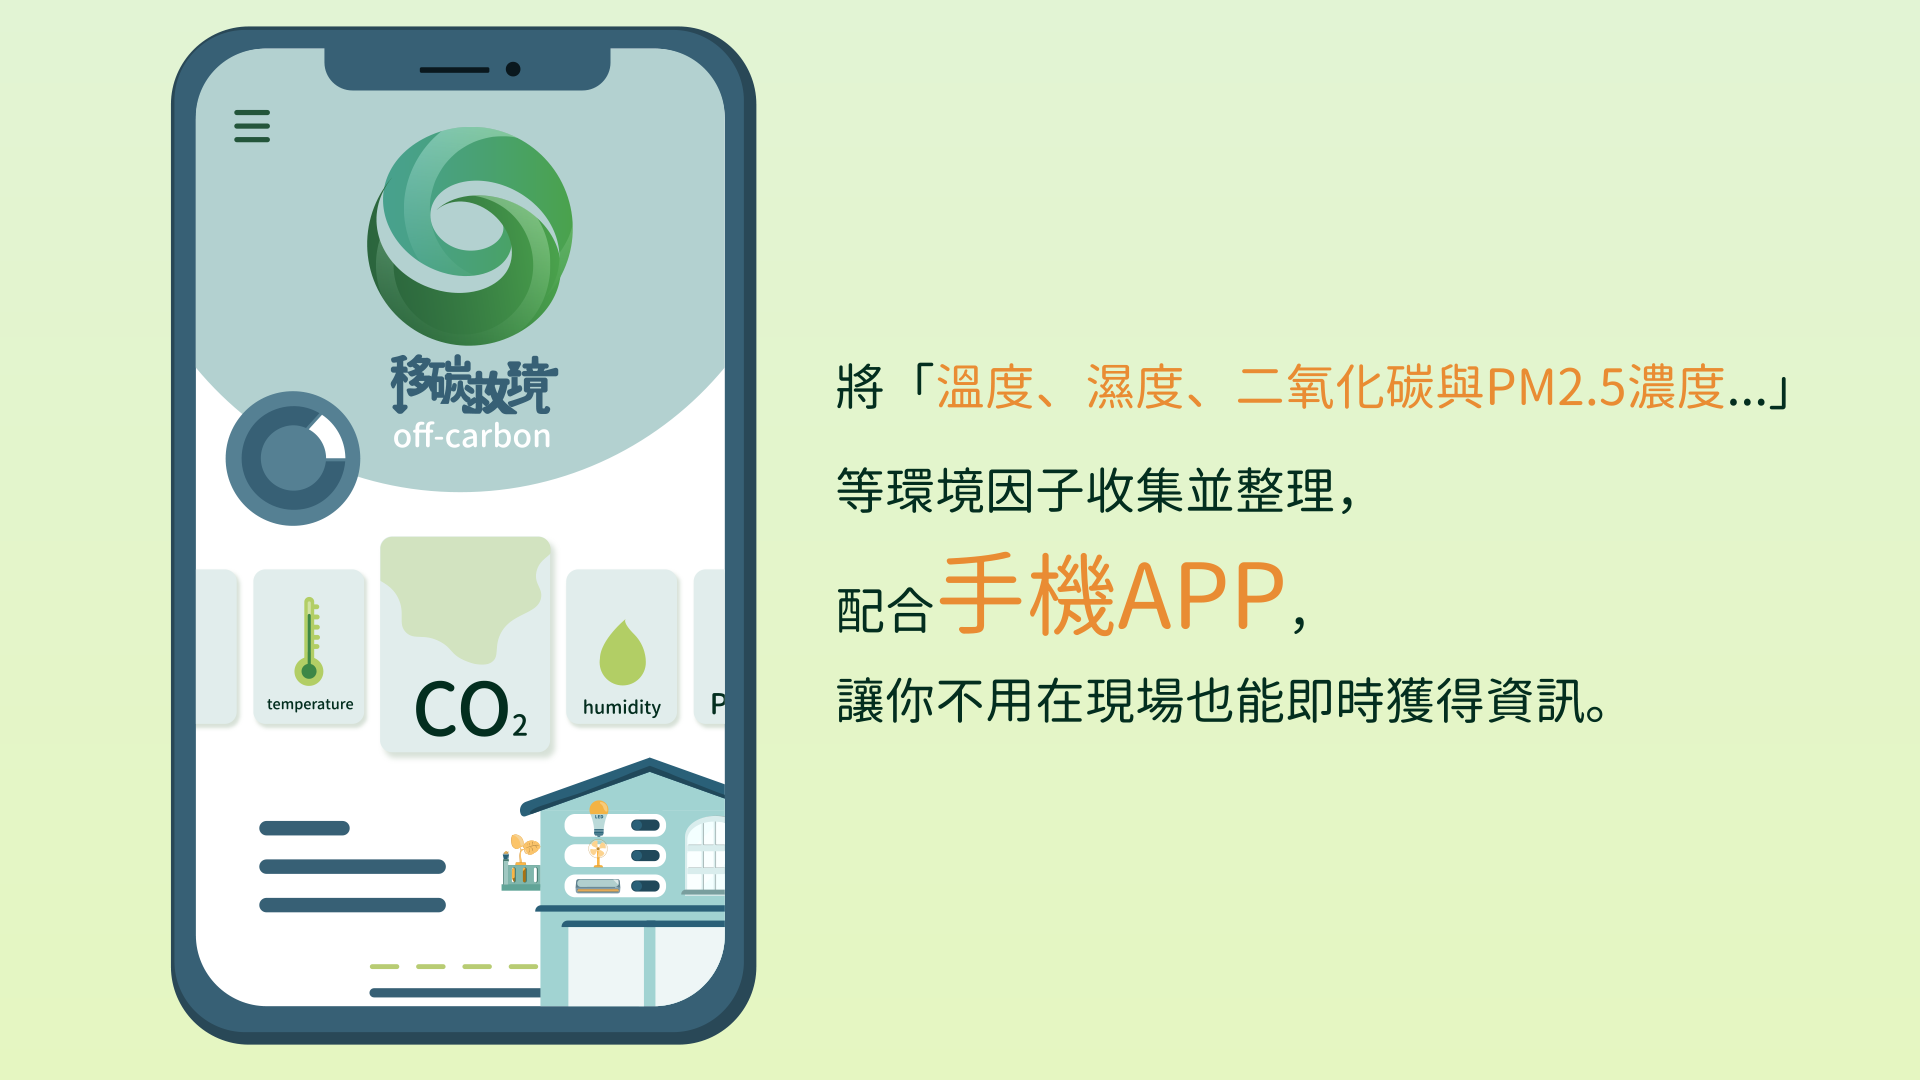 移碳救境
off-carbon
temperature
CO₂
humidity
P
LED
將「溫度、濕度、二氧化碳與PM2.5濃度...」
等環境因子收集並整理，
配合手機APP，
讓你不用在現場也能即時獲得資訊。